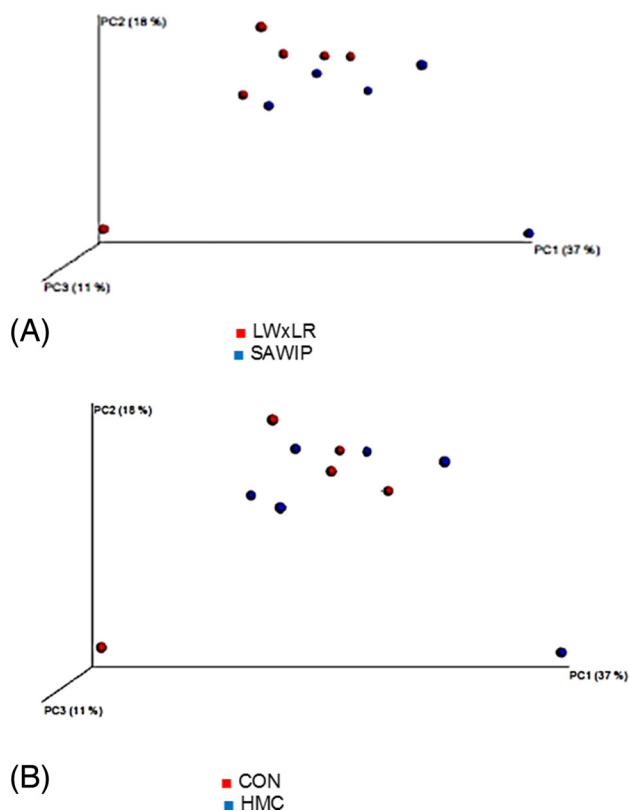 PC2 (18 %)
PC1 (37 %)
PC3 (11 %)
(A)
LWxLR
SAWIP
PC2 (18 %)
PC1 (37 %)
PC3 (11 %)
(B)
CON
HMC